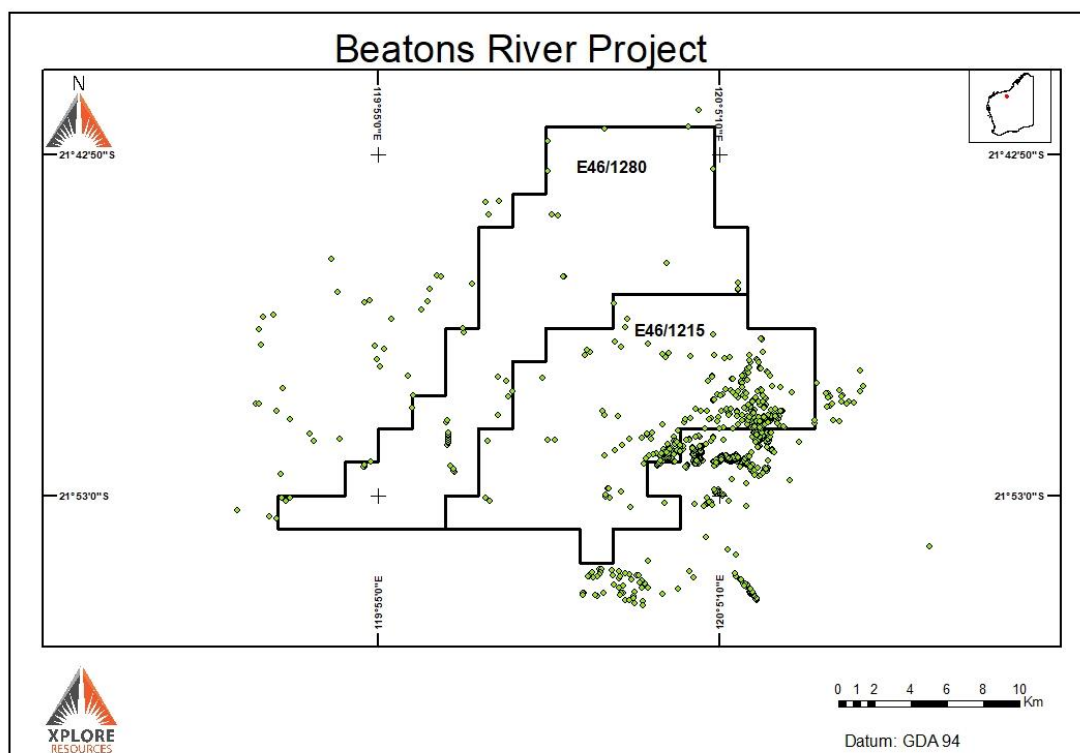 Beatons River Project
N
119°55'0"E
120°5'10"E
21°42'50"S
21°42'50"S
E46/1280
E46/1215
21°53'0"S
21°53'0"S
119°55'0"E
120°5'10"E
XPLORE
RESOURCES
0 1 2 4 6 8 10
Km
Datum: GDA 94